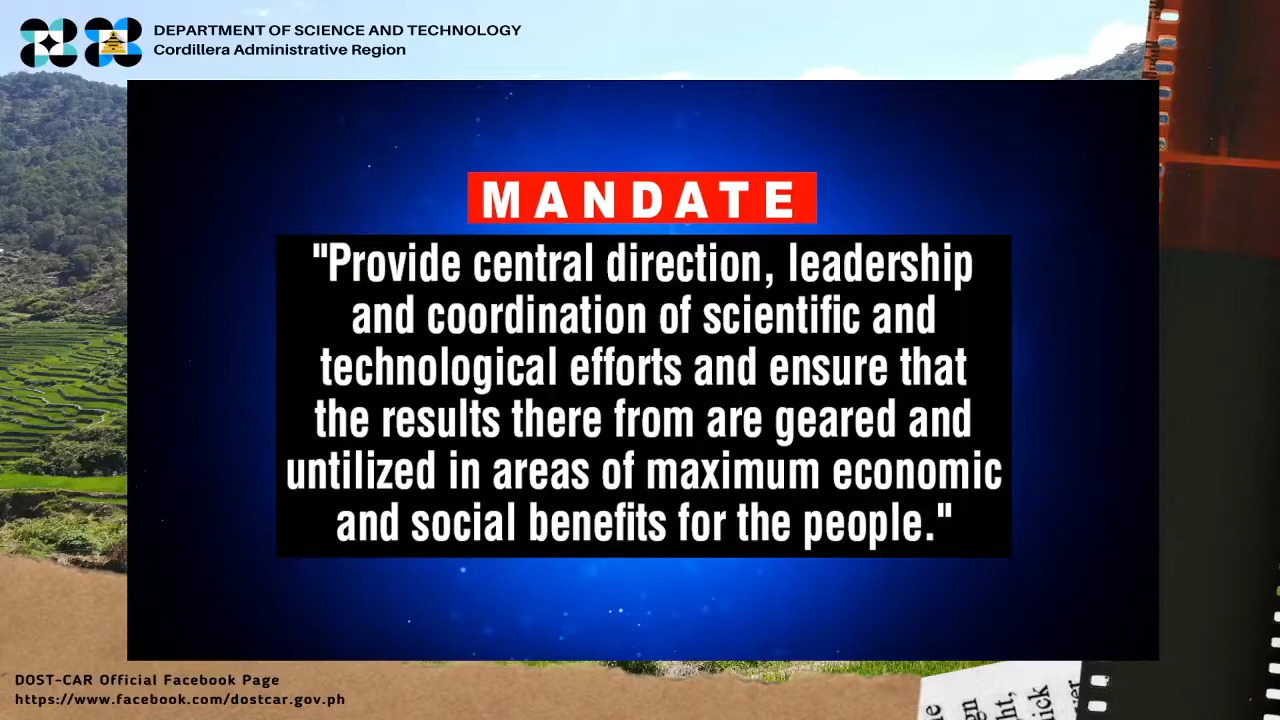 DEPARTMENT OF SCIENCE AND TECHNOLOGY
Cordillera Administrative Region
MANDATE
"Provide central direction, leadership
and coordination of scientific and
technological efforts and ensure that
the results there from are geared and
untilized in areas of maximum economic
and social benefits for the people."
DOST-CAR Official Facebook Page
https://www.facebook.com/dostcar.gov.ph